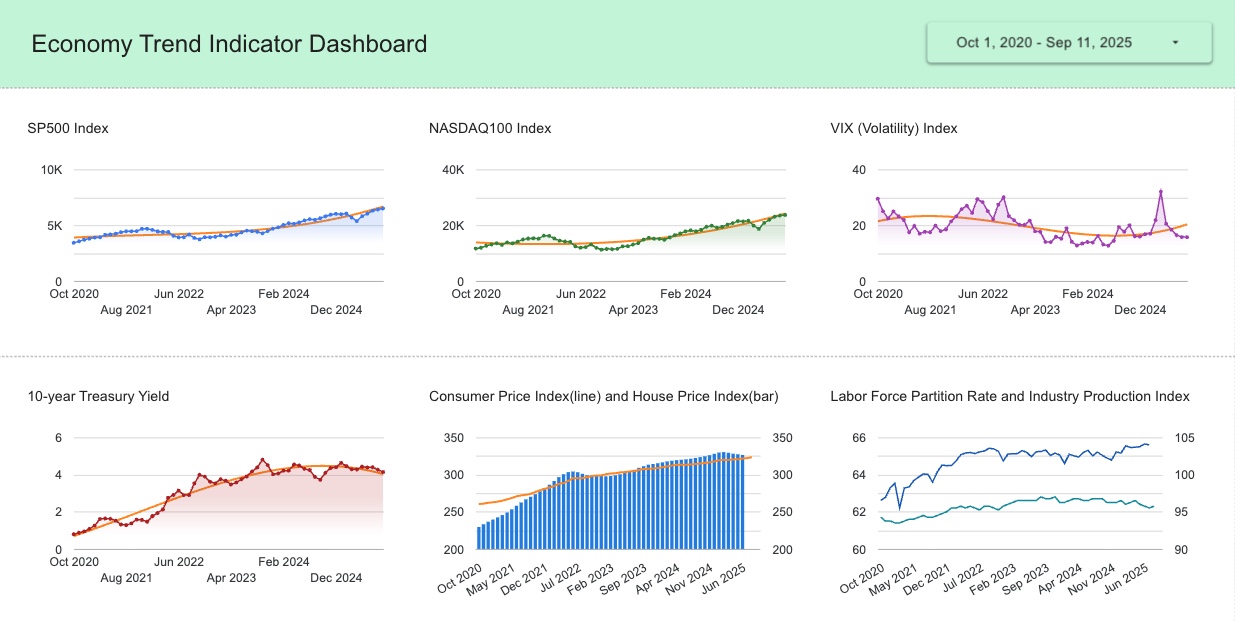 Economy Trend Indicator Dashboard
Oct 1, 2020 - Sep 11, 2025
SP500 Index
10K
5K
0
Oct 2020 Jun 2022 Feb 2024
Aug 2021 Apr 2023 Dec 2024
NASDAQ100 Index
40K
20K
0
Oct 2020 Jun 2022 Feb 2024
Aug 2021 Apr 2023 Dec 2024
VIX (Volatility) Index
40
20
0
Oct 2020 Jun 2022 Feb 2024
Aug 2021 Apr 2023 Dec 2024
10-year Treasury Yield
6
4
2
0
Oct 2020 Jun 2022 Feb 2024
Aug 2021 Apr 2023 Dec 2024
Consumer Price Index(line) and House Price Index(bar)
350 350
300 300
250 250
200 200
Oct 2020 May 2021 Dec 2021 Jul 2022 Feb 2023 Sep 2023 Apr 2024 Nov 2024 Jun 2025
Labor Force Partition Rate and Industry Production Index
66 105
64 100
62 95
60 90
Oct 2020 May 2021 Dec 2021 Jul 2022 Feb 2023 Sep 2023 Apr 2024 Nov 2024 Jun 2025